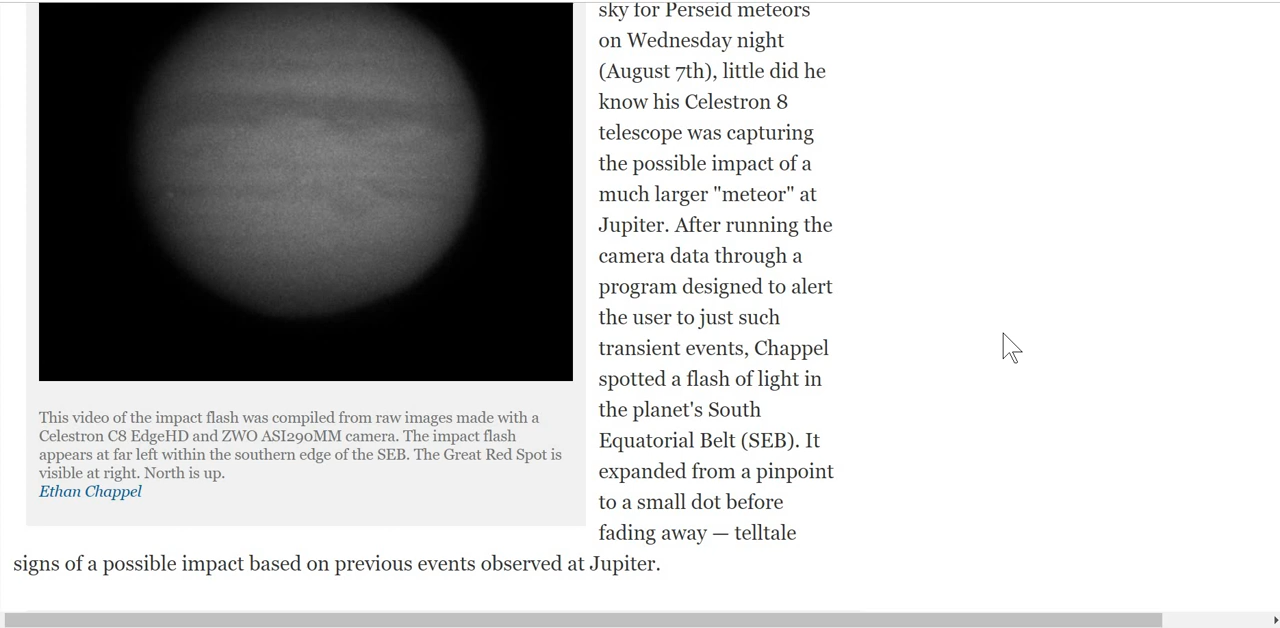 sky for Perseid meteors
on Wednesday night
(August 7th), little did he
know his Celestron 8
telescope was capturing
the possible impact of a
much larger "meteor" at
Jupiter. After running the
camera data through a
program designed to alert
the user to just such
transient events, Chappel
spotted a flash of light in
the planet's South
Equatorial Belt (SEB). It
expanded from a pinpoint
to a small dot before
fading away — telltale
signs of a possible impact based on previous events observed at Jupiter.
This video of the impact flash was compiled from raw images made with a
Celestron C8 EdgeHD and ZWO ASI290MM camera. The impact flash
appears at far left within the southern edge of the SEB. The Great Red Spot is
visible at right. North is up.
Ethan Chappel